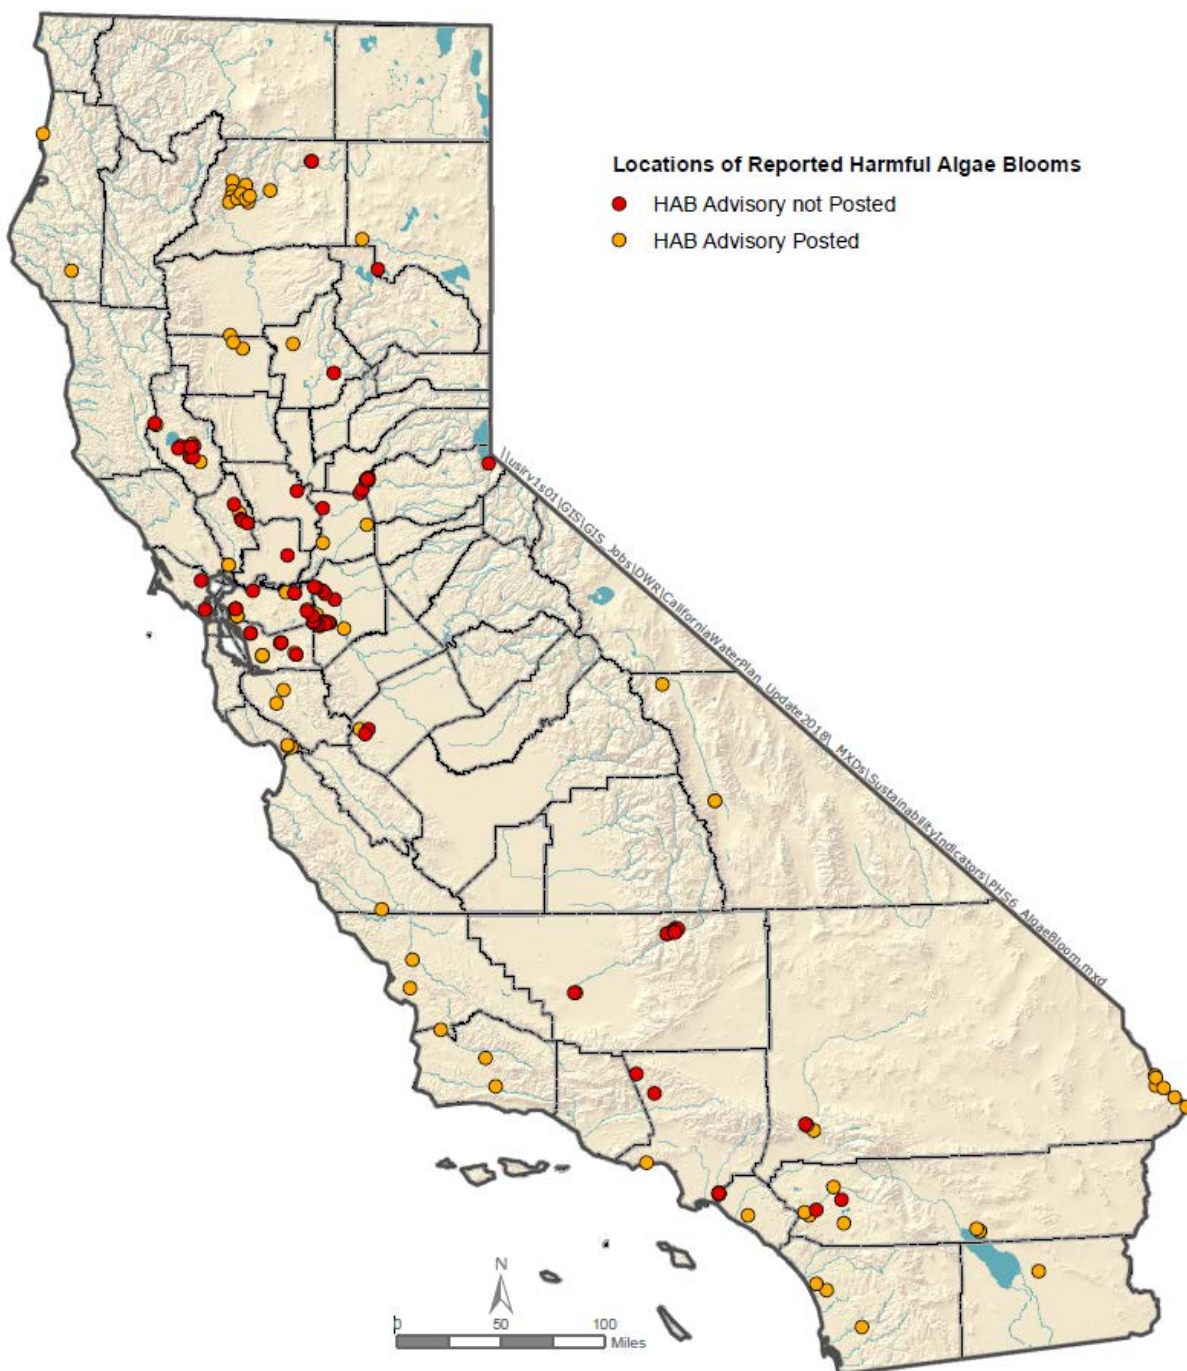 Locations of Reported Harmful Algae Blooms
HAB Advisory not Posted
HAB Advisory Posted
\\usirv1s01\GIS\GIS_Jobs\DWR\CaliforniaWaterPlan_Update2018\_MXDs\SustainabilityIndicators\PHS6_AlgaeBloom.mxd
N
0 50 100
Miles